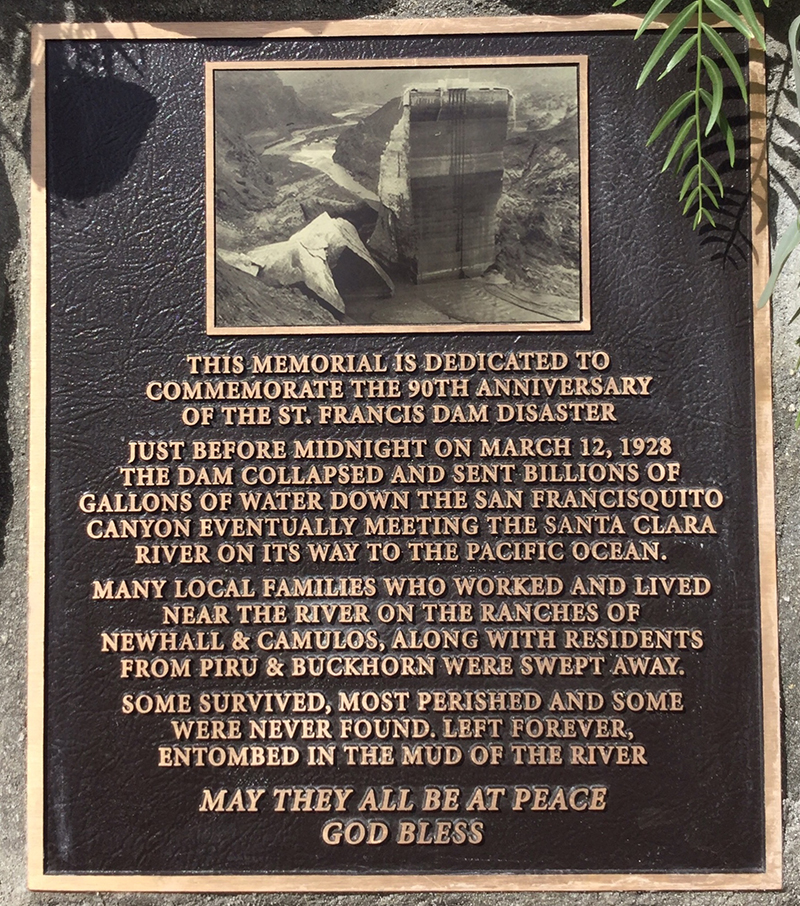 THIS MEMORIAL IS DEDICATED TO
COMMEMORATE THE 90TH ANNIVERSARY
OF THE ST. FRANCIS DAM DISASTER
JUST BEFORE MIDNIGHT ON MARCH 12, 1928
THE DAM COLLAPSED AND SENT BILLIONS OF
GALLONS OF WATER DOWN THE SAN FRANCISQUITO
CANYON EVENTUALLY MEETING THE SANTA CLARA
RIVER ON ITS WAY TO THE PACIFIC OCEAN.
MANY LOCAL FAMILIES WHO WORKED AND LIVED
NEAR THE RIVER ON THE RANCHES OF
NEWHALL & CAMULOS, ALONG WITH RESIDENTS
FROM PIRU & BUCKHORN WERE SWEPT AWAY.
SOME SURVIVED, MOST PERISHED AND SOME
WERE NEVER FOUND. LEFT FOREVER,
ENTOMBED IN THE MUD OF THE RIVER
MAY THEY ALL BE AT PEACE
GOD BLESS